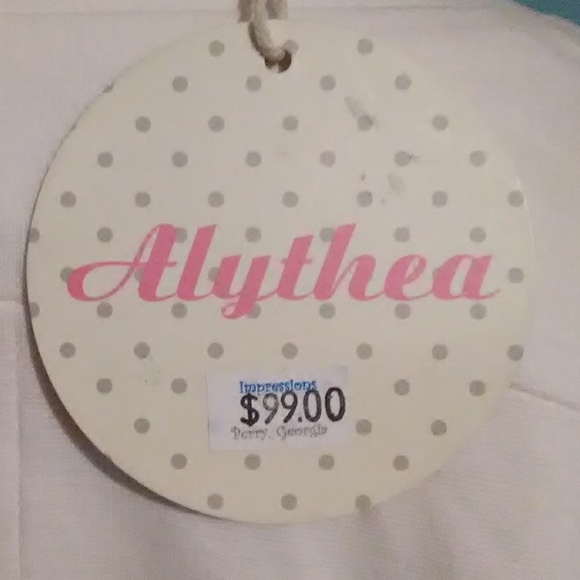 Alythea
Impressions
$99.00
Perry, Georgia